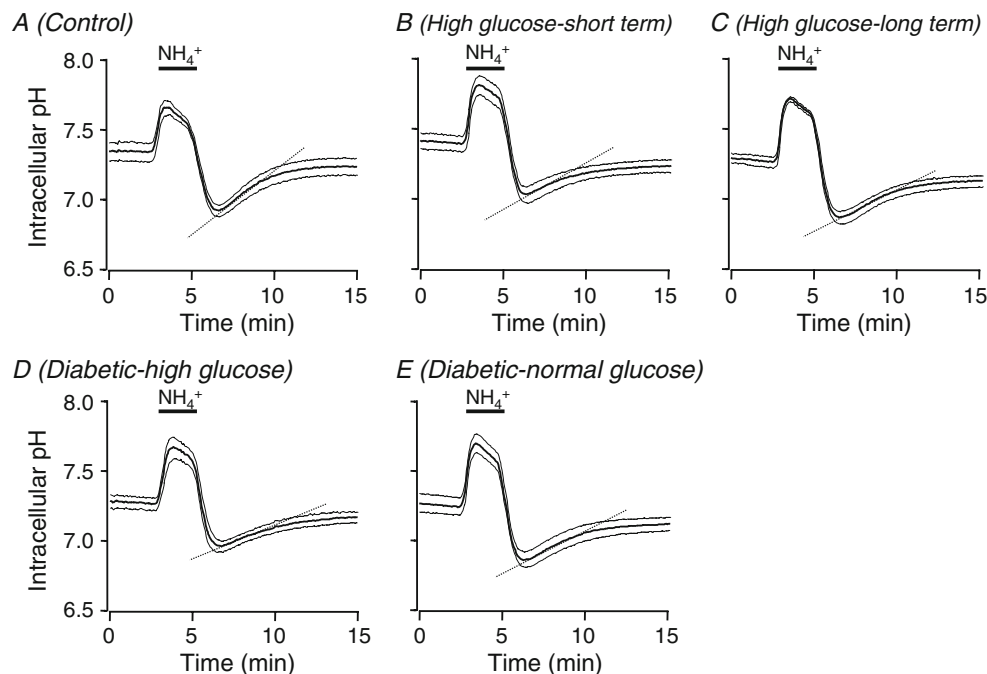 A (Control)
B (High glucose-short term)
C (High glucose-long term)
NH₄⁺
NH₄⁺
NH₄⁺
8.0
7.5
7.0
6.5
Intracellular pH
0 5 10 15
0 5 10 15
0 5 10 15
Time (min)
Time (min)
Time (min)
D (Diabetic-high glucose)
E (Diabetic-normal glucose)
NH₄⁺
NH₄⁺
8.0
7.5
7.0
6.5
Intracellular pH
0 5 10 15
0 5 10 15
Time (min)
Time (min)